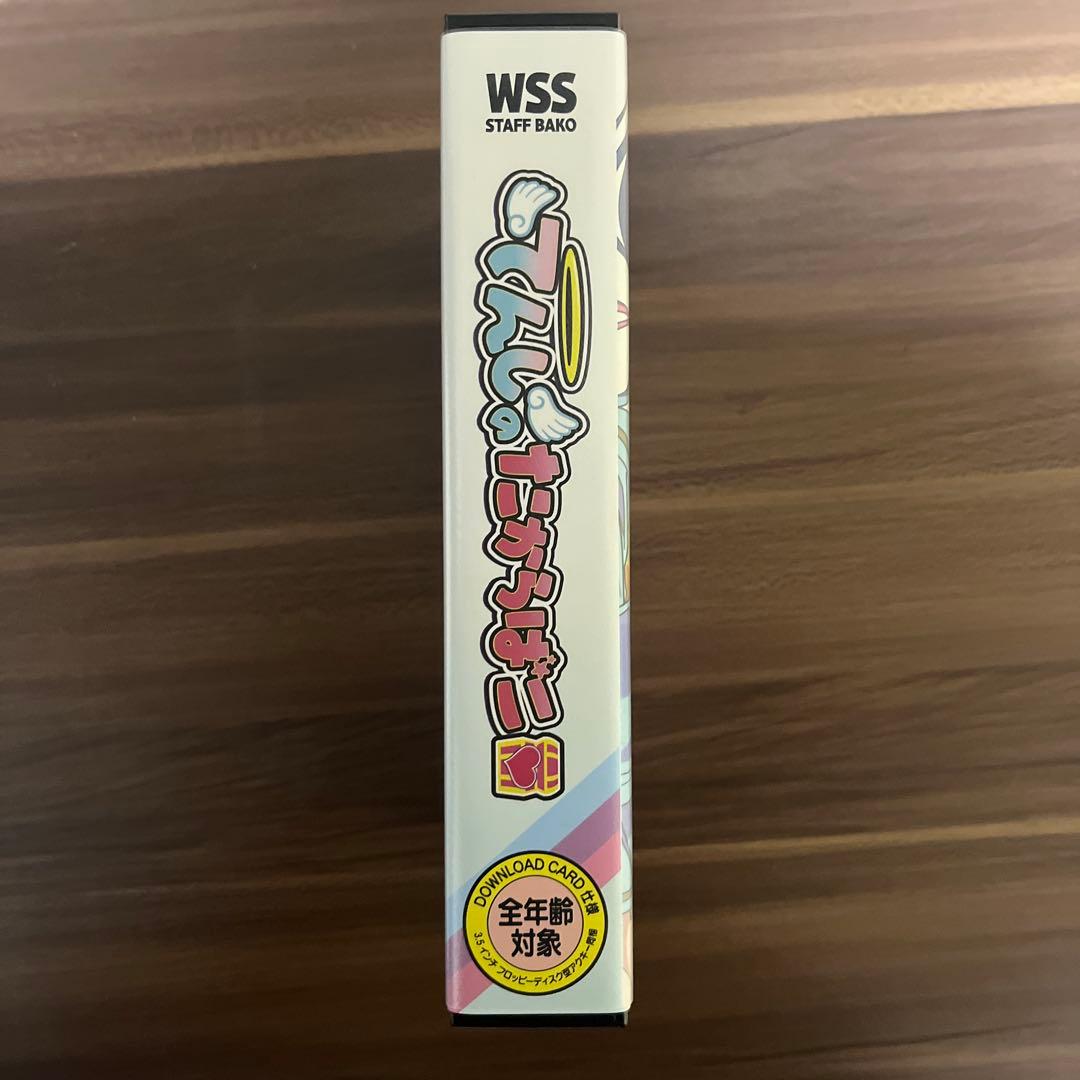 WSS
STAFF BAKO
てんしの
たからばこ
DOWNLOAD CARD 仕様
全年齢
対象
3.5インチ フロッピーディスク型アクキー同梱